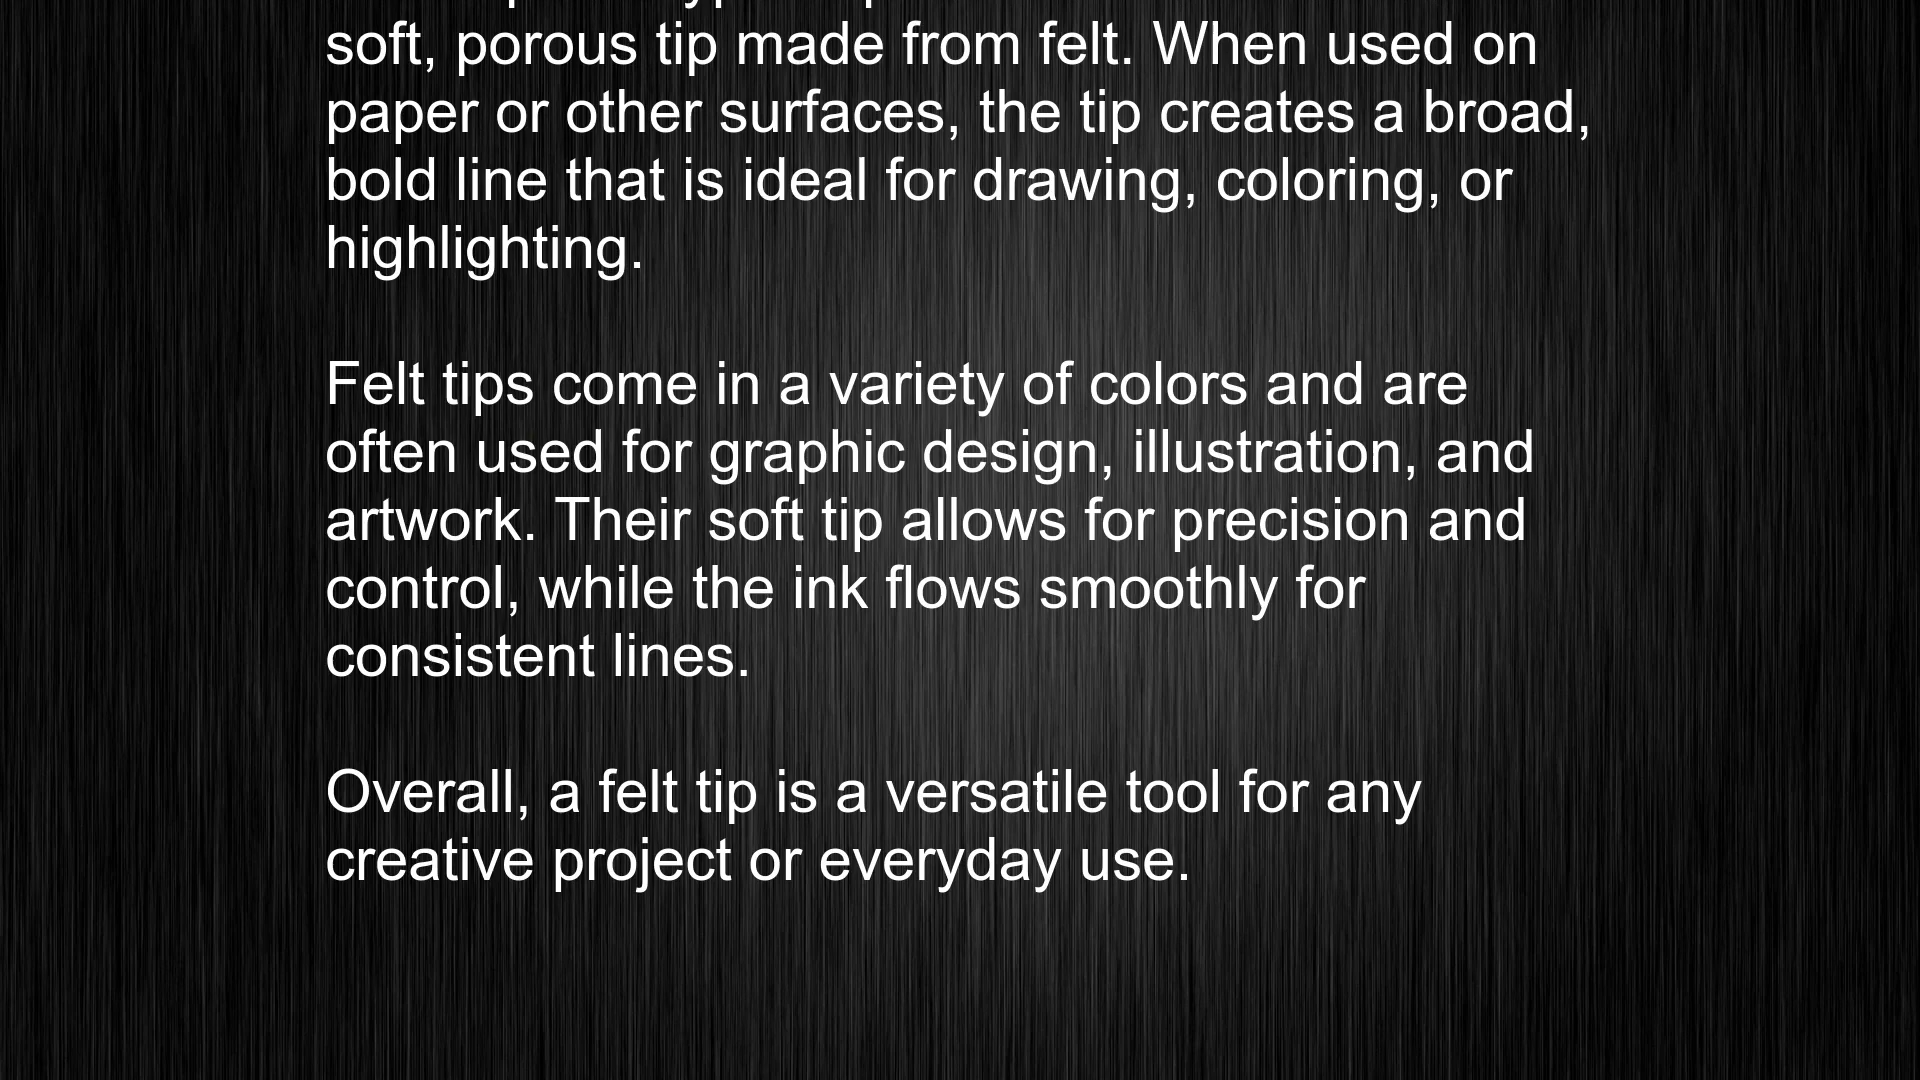 soft, porous tip made from felt. When used on
paper or other surfaces, the tip creates a broad,
bold line that is ideal for drawing, coloring, or
highlighting.
Felt tips come in a variety of colors and are
often used for graphic design, illustration, and
artwork. Their soft tip allows for precision and
control, while the ink flows smoothly for
consistent lines.
Overall, a felt tip is a versatile tool for any
creative project or everyday use.